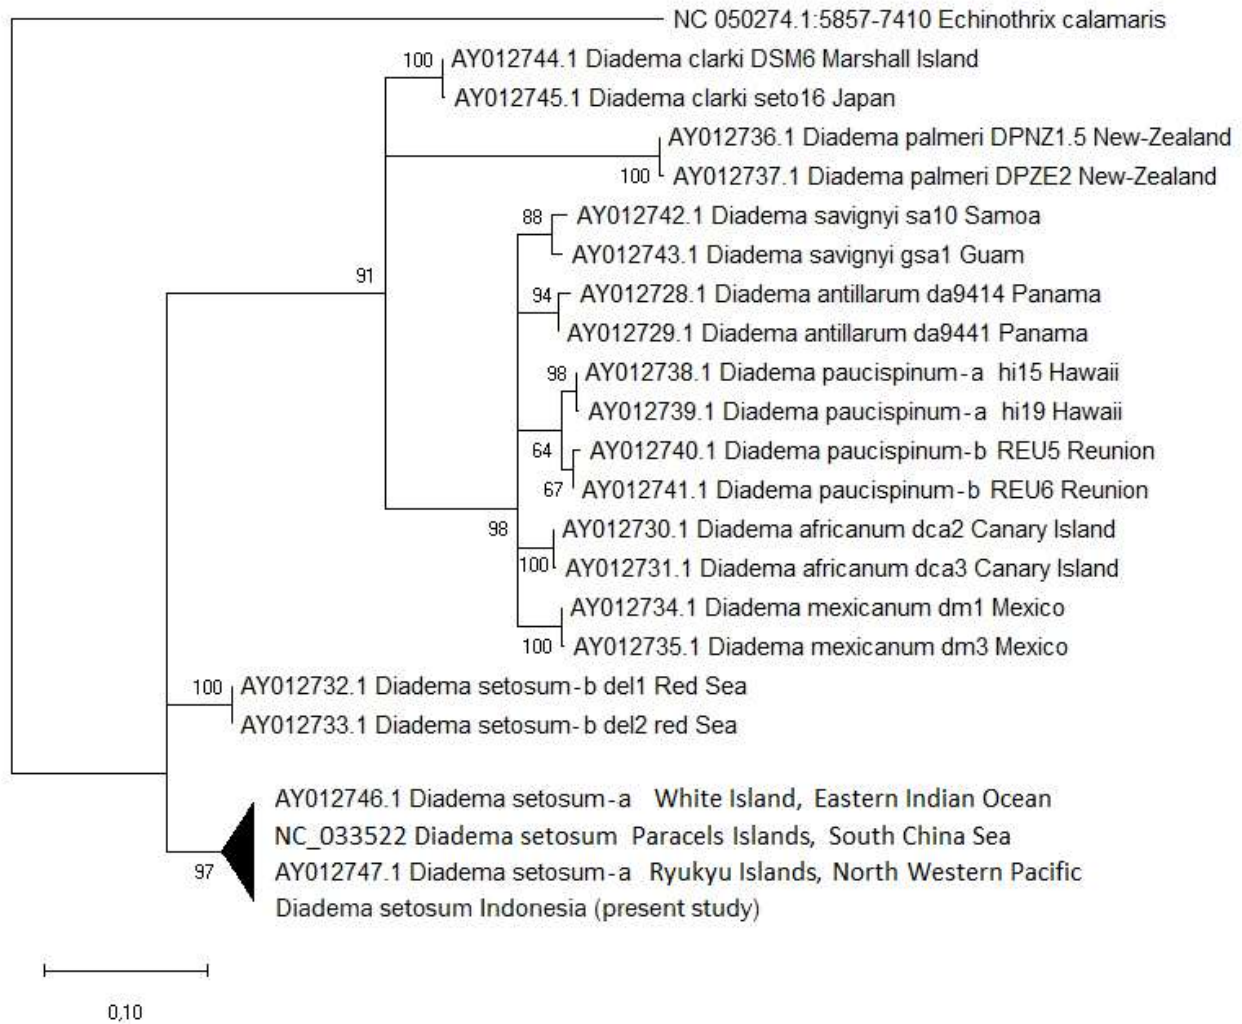 NC 050274.1:5857-7410 Echinothrix calamaris
100 AY012744.1 Diadema clarki DSM6 Marshall Island
AY012745.1 Diadema clarki seto16 Japan
AY012736.1 Diadema palmeri DPNZ1.5 New-Zealand
100 AY012737.1 Diadema palmeri DPZE2 New-Zealand
88 AY012742.1 Diadema savignyi sa10 Samoa
AY012743.1 Diadema savignyi gsa1 Guam
91
94 AY012728.1 Diadema antillarum da9414 Panama
AY012729.1 Diadema antillarum da9441 Panama
98 AY012738.1 Diadema paucispinum-a hi15 Hawaii
AY012739.1 Diadema paucispinum-a hi19 Hawaii
64 AY012740.1 Diadema paucispinum-b REU5 Reunion
67 AY012741.1 Diadema paucispinum-b REU6 Reunion
98 AY012730.1 Diadema africanum dca2 Canary Island
100 AY012731.1 Diadema africanum dca3 Canary Island
AY012734.1 Diadema mexicanum dm1 Mexico
100 AY012735.1 Diadema mexicanum dm3 Mexico
100 AY012732.1 Diadema setosum-b del1 Red Sea
AY012733.1 Diadema setosum-b del2 red Sea
AY012746.1 Diadema setosum-a White Island, Eastern Indian Ocean
NC_033522 Diadema setosum Paracels Islands, South China Sea
97 AY012747.1 Diadema setosum-a Ryukyu Islands, North Western Pacific
Diadema setosum Indonesia (present study)
0,10